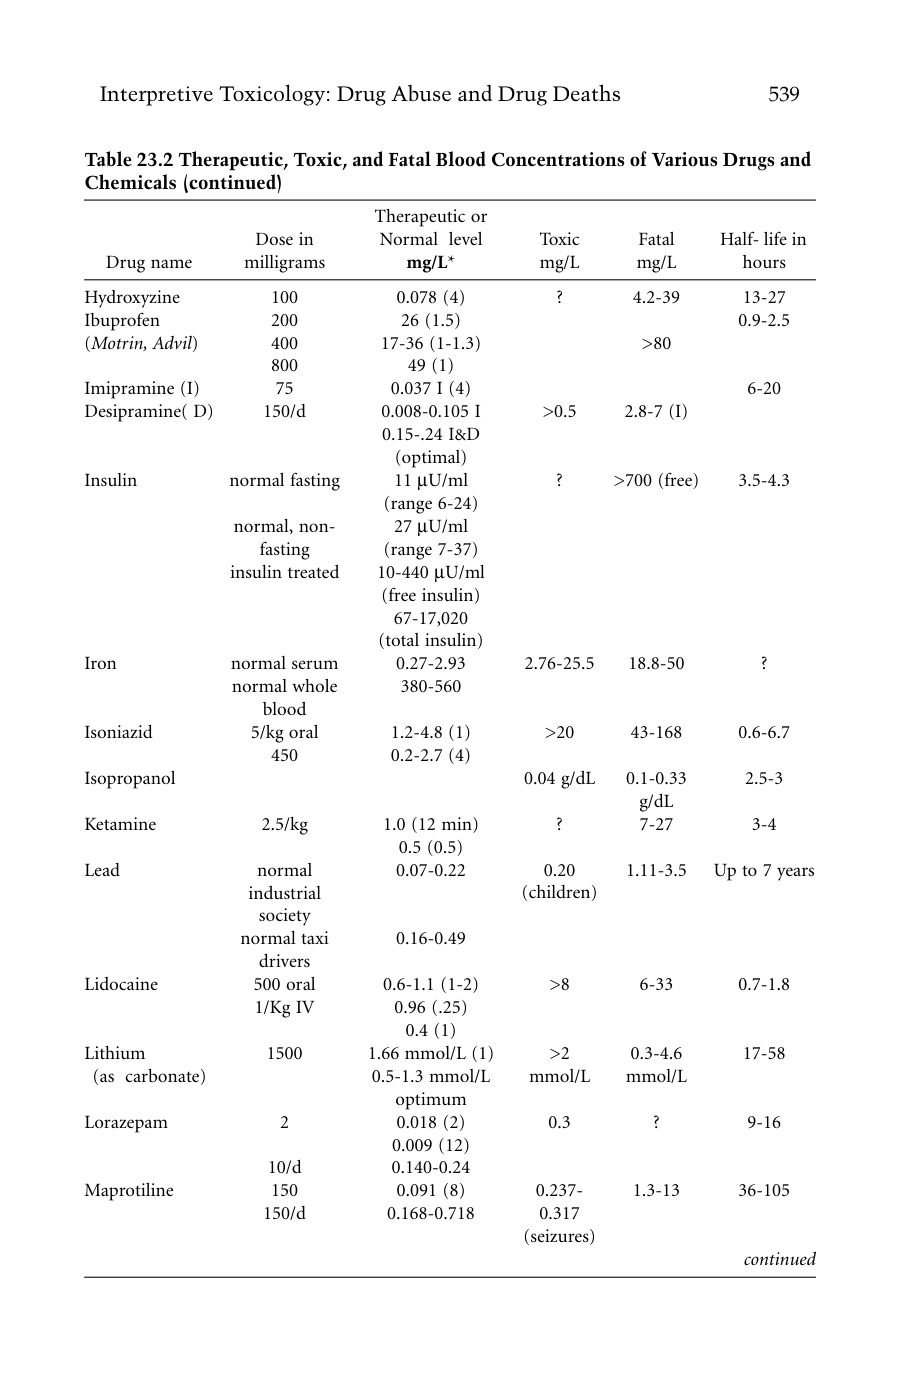 Interpretive Toxicology: Drug Abuse and Drug Deaths 539
Table 23.2 Therapeutic, Toxic, and Fatal Blood Concentrations of Various Drugs and
Chemicals (continued)
Therapeutic or
Dose in Normal level Toxic Fatal Half- life in
Drug name milligrams mg/L* mg/L mg/L hours
Hydroxyzine 100 0.078 (4) ? 4.2-39 13-27
Ibuprofen 200 26 (1.5) 0.9-2.5
(Motrin, Advil) 400 17-36 (1-1.3) >80
800 49 (1)
Imipramine (I) 75 0.037 I (4) 6-20
Desipramine( D) 150/d 0.008-0.105 I >0.5 2.8-7 (I)
0.15-.24 I&D
(optimal)
Insulin normal fasting 11 µU/ml ? >700 (free) 3.5-4.3
(range 6-24)
normal, non- 27 µU/ml
fasting (range 7-37)
insulin treated 10-440 µU/ml
(free insulin)
67-17,020
(total insulin)
Iron normal serum 0.27-2.93 2.76-25.5 18.8-50 ?
normal whole 380-560
blood
Isoniazid 5/kg oral 1.2-4.8 (1) >20 43-168 0.6-6.7
450 0.2-2.7 (4)
Isopropanol 0.04 g/dL 0.1-0.33 2.5-3
g/dL
Ketamine 2.5/kg 1.0 (12 min) ? 7-27 3-4
0.5 (0.5)
Lead normal 0.07-0.22 0.20 1.11-3.5 Up to 7 years
industrial (children)
society
normal taxi 0.16-0.49
drivers
Lidocaine 500 oral 0.6-1.1 (1-2) >8 6-33 0.7-1.8
1/Kg IV 0.96 (.25)
0.4 (1)
Lithium 1500 1.66 mmol/L (1) >2 0.3-4.6 17-58
(as carbonate) 0.5-1.3 mmol/L mmol/L mmol/L
optimum
Lorazepam 2 0.018 (2) 0.3 ? 9-16
0.009 (12)
10/d 0.140-0.24
Maprotiline 150 0.091 (8) 0.237- 1.3-13 36-105
150/d 0.168-0.718 0.317
(seizures)
continued